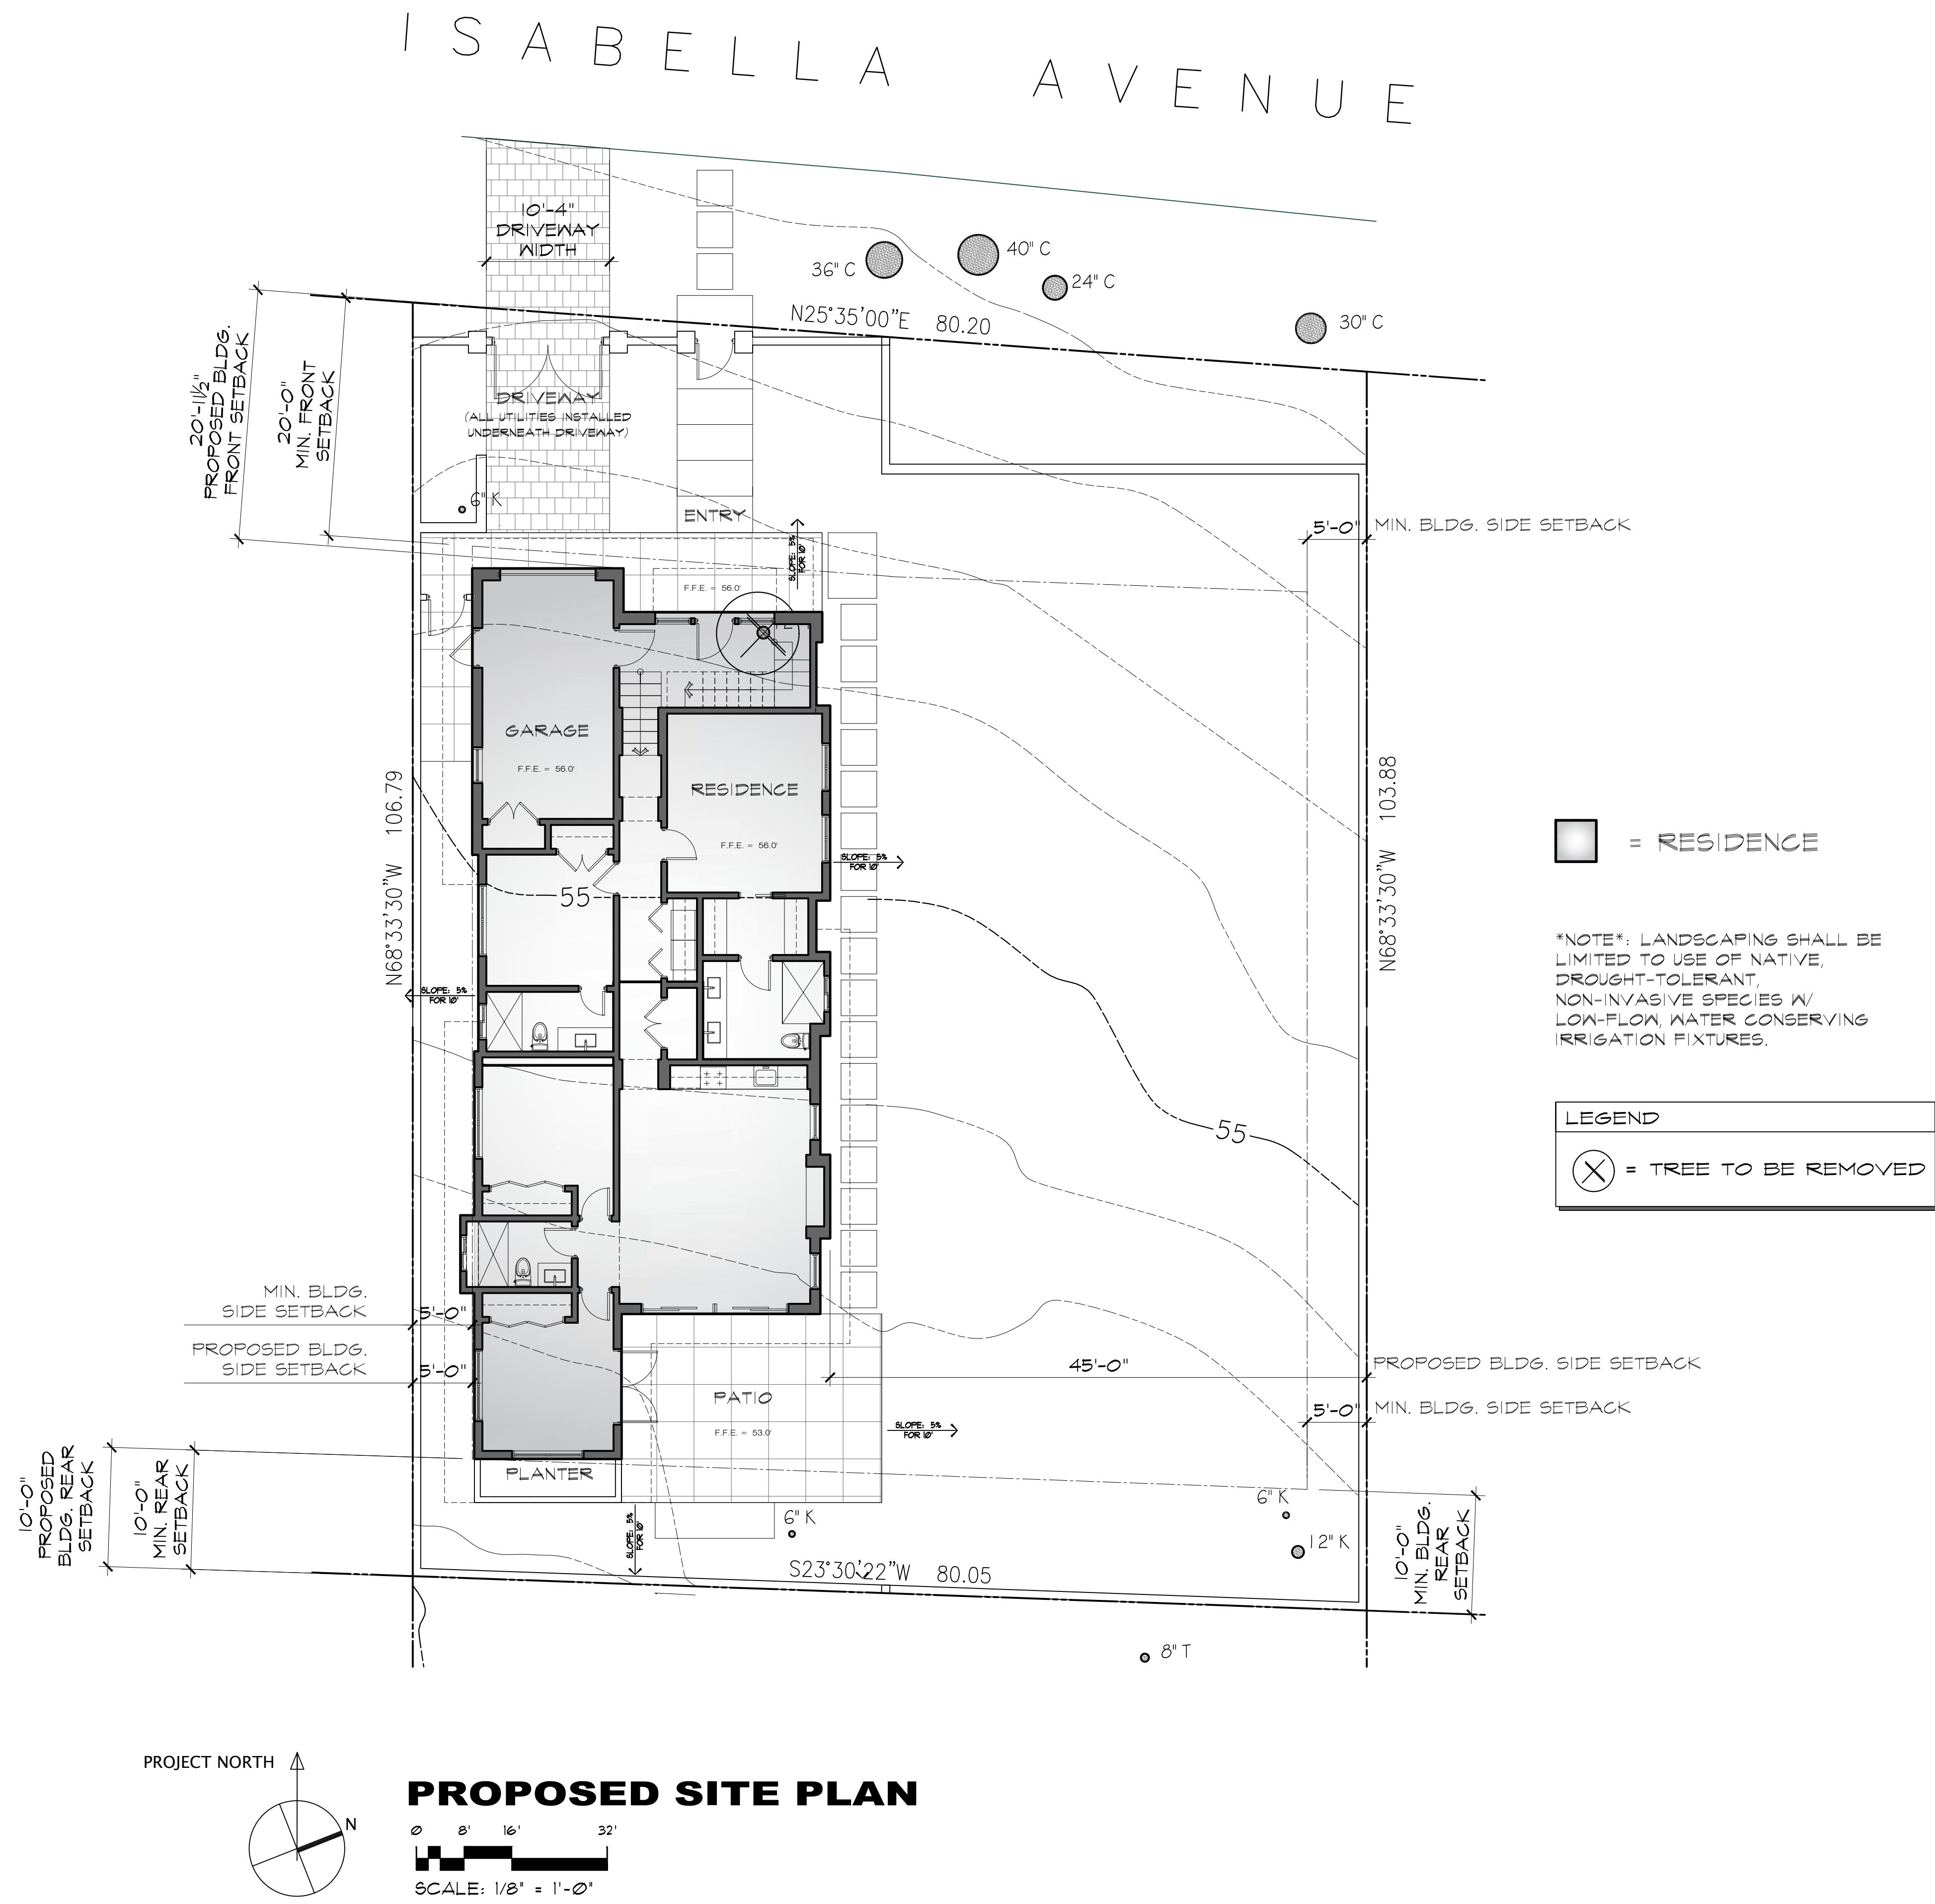 ISABELLA AVENUE
10'-4"
DRIVEWAY
WIDTH
36" C
40" C
24" C
30" C
N25°35'00"E 80.20
20'-11½"
PROPOSED BLDG.
FRONT SETBACK
20'-0"
MIN. FRONT
SETBACK
DRIVEWAY
(ALL UTILITIES INSTALLED
UNDERNEATH DRIVEWAY)
6" K
ENTRY
SLOPE: 5%
FOR 10'
5'-0" MIN. BLDG. SIDE SETBACK
F.F.E. = 56.0'
GARAGE
F.F.E. = 56.0'
RESIDENCE
F.F.E. = 56.0'
N68°33'30"W 106.79
N68°33'30"W 103.88
SLOPE: 5%
FOR 10'
55
SLOPE: 5%
FOR 10'
55
= RESIDENCE
*NOTE*: LANDSCAPING SHALL BE
LIMITED TO USE OF NATIVE,
DROUGHT-TOLERANT,
NON-INVASIVE SPECIES W/
LOW-FLOW, WATER CONSERVING
IRRIGATION FIXTURES.
LEGEND
= TREE TO BE REMOVED
MIN. BLDG.
SIDE SETBACK
5'-0"
PROPOSED BLDG.
SIDE SETBACK
5'-0"
45'-0"
PROPOSED BLDG. SIDE SETBACK
5'-0" MIN. BLDG. SIDE SETBACK
PATIO
F.F.E. = 53.0'
SLOPE: 5%
FOR 10'
PLANTER
10'-0"
PROPOSED
BLDG. REAR
SETBACK
10'-0"
MIN. REAR
SETBACK
SLOPE: 5%
FOR 10'
6" K
6" K
12" K
10'-0"
MIN. BLDG.
REAR
SETBACK
S23°30'22"W 80.05
8" T
PROJECT NORTH
N
PROPOSED SITE PLAN
0 8' 16' 32'
SCALE: 1/8" = 1'-0"